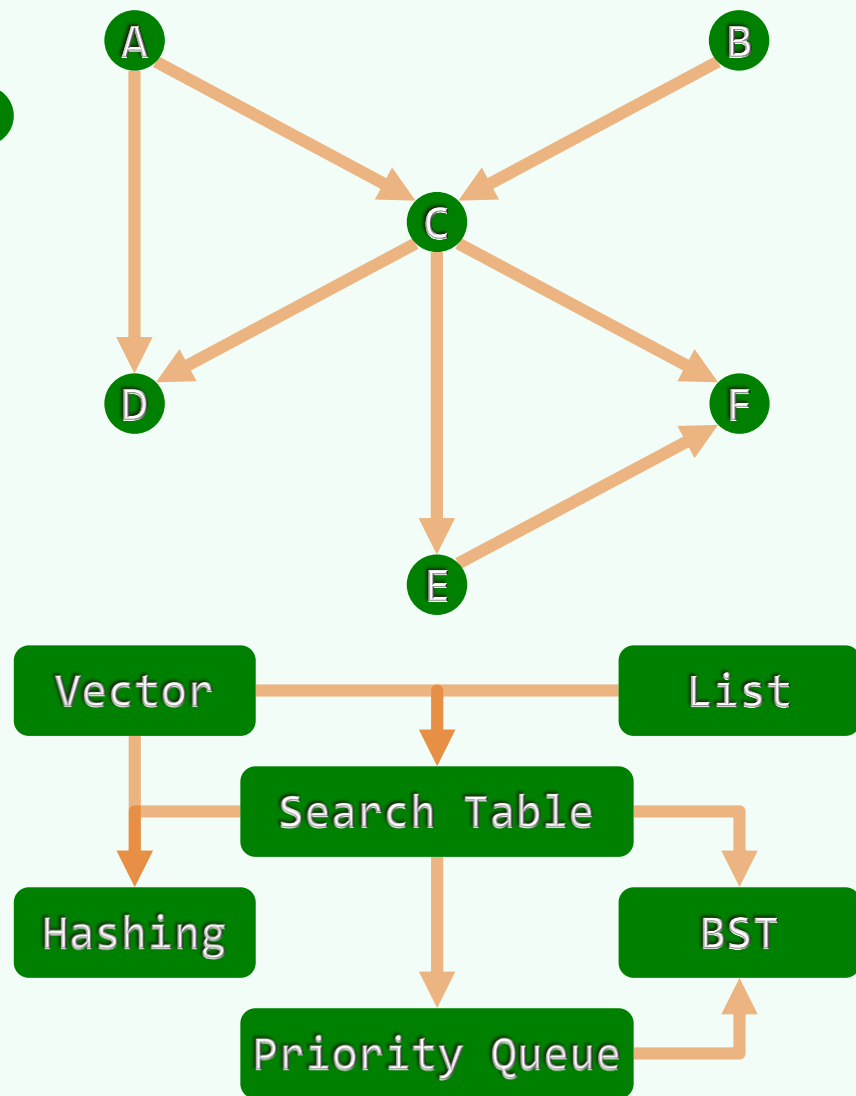 A B
C
D F
E
Vector List
Search Table
Hashing BST
Priority Queue